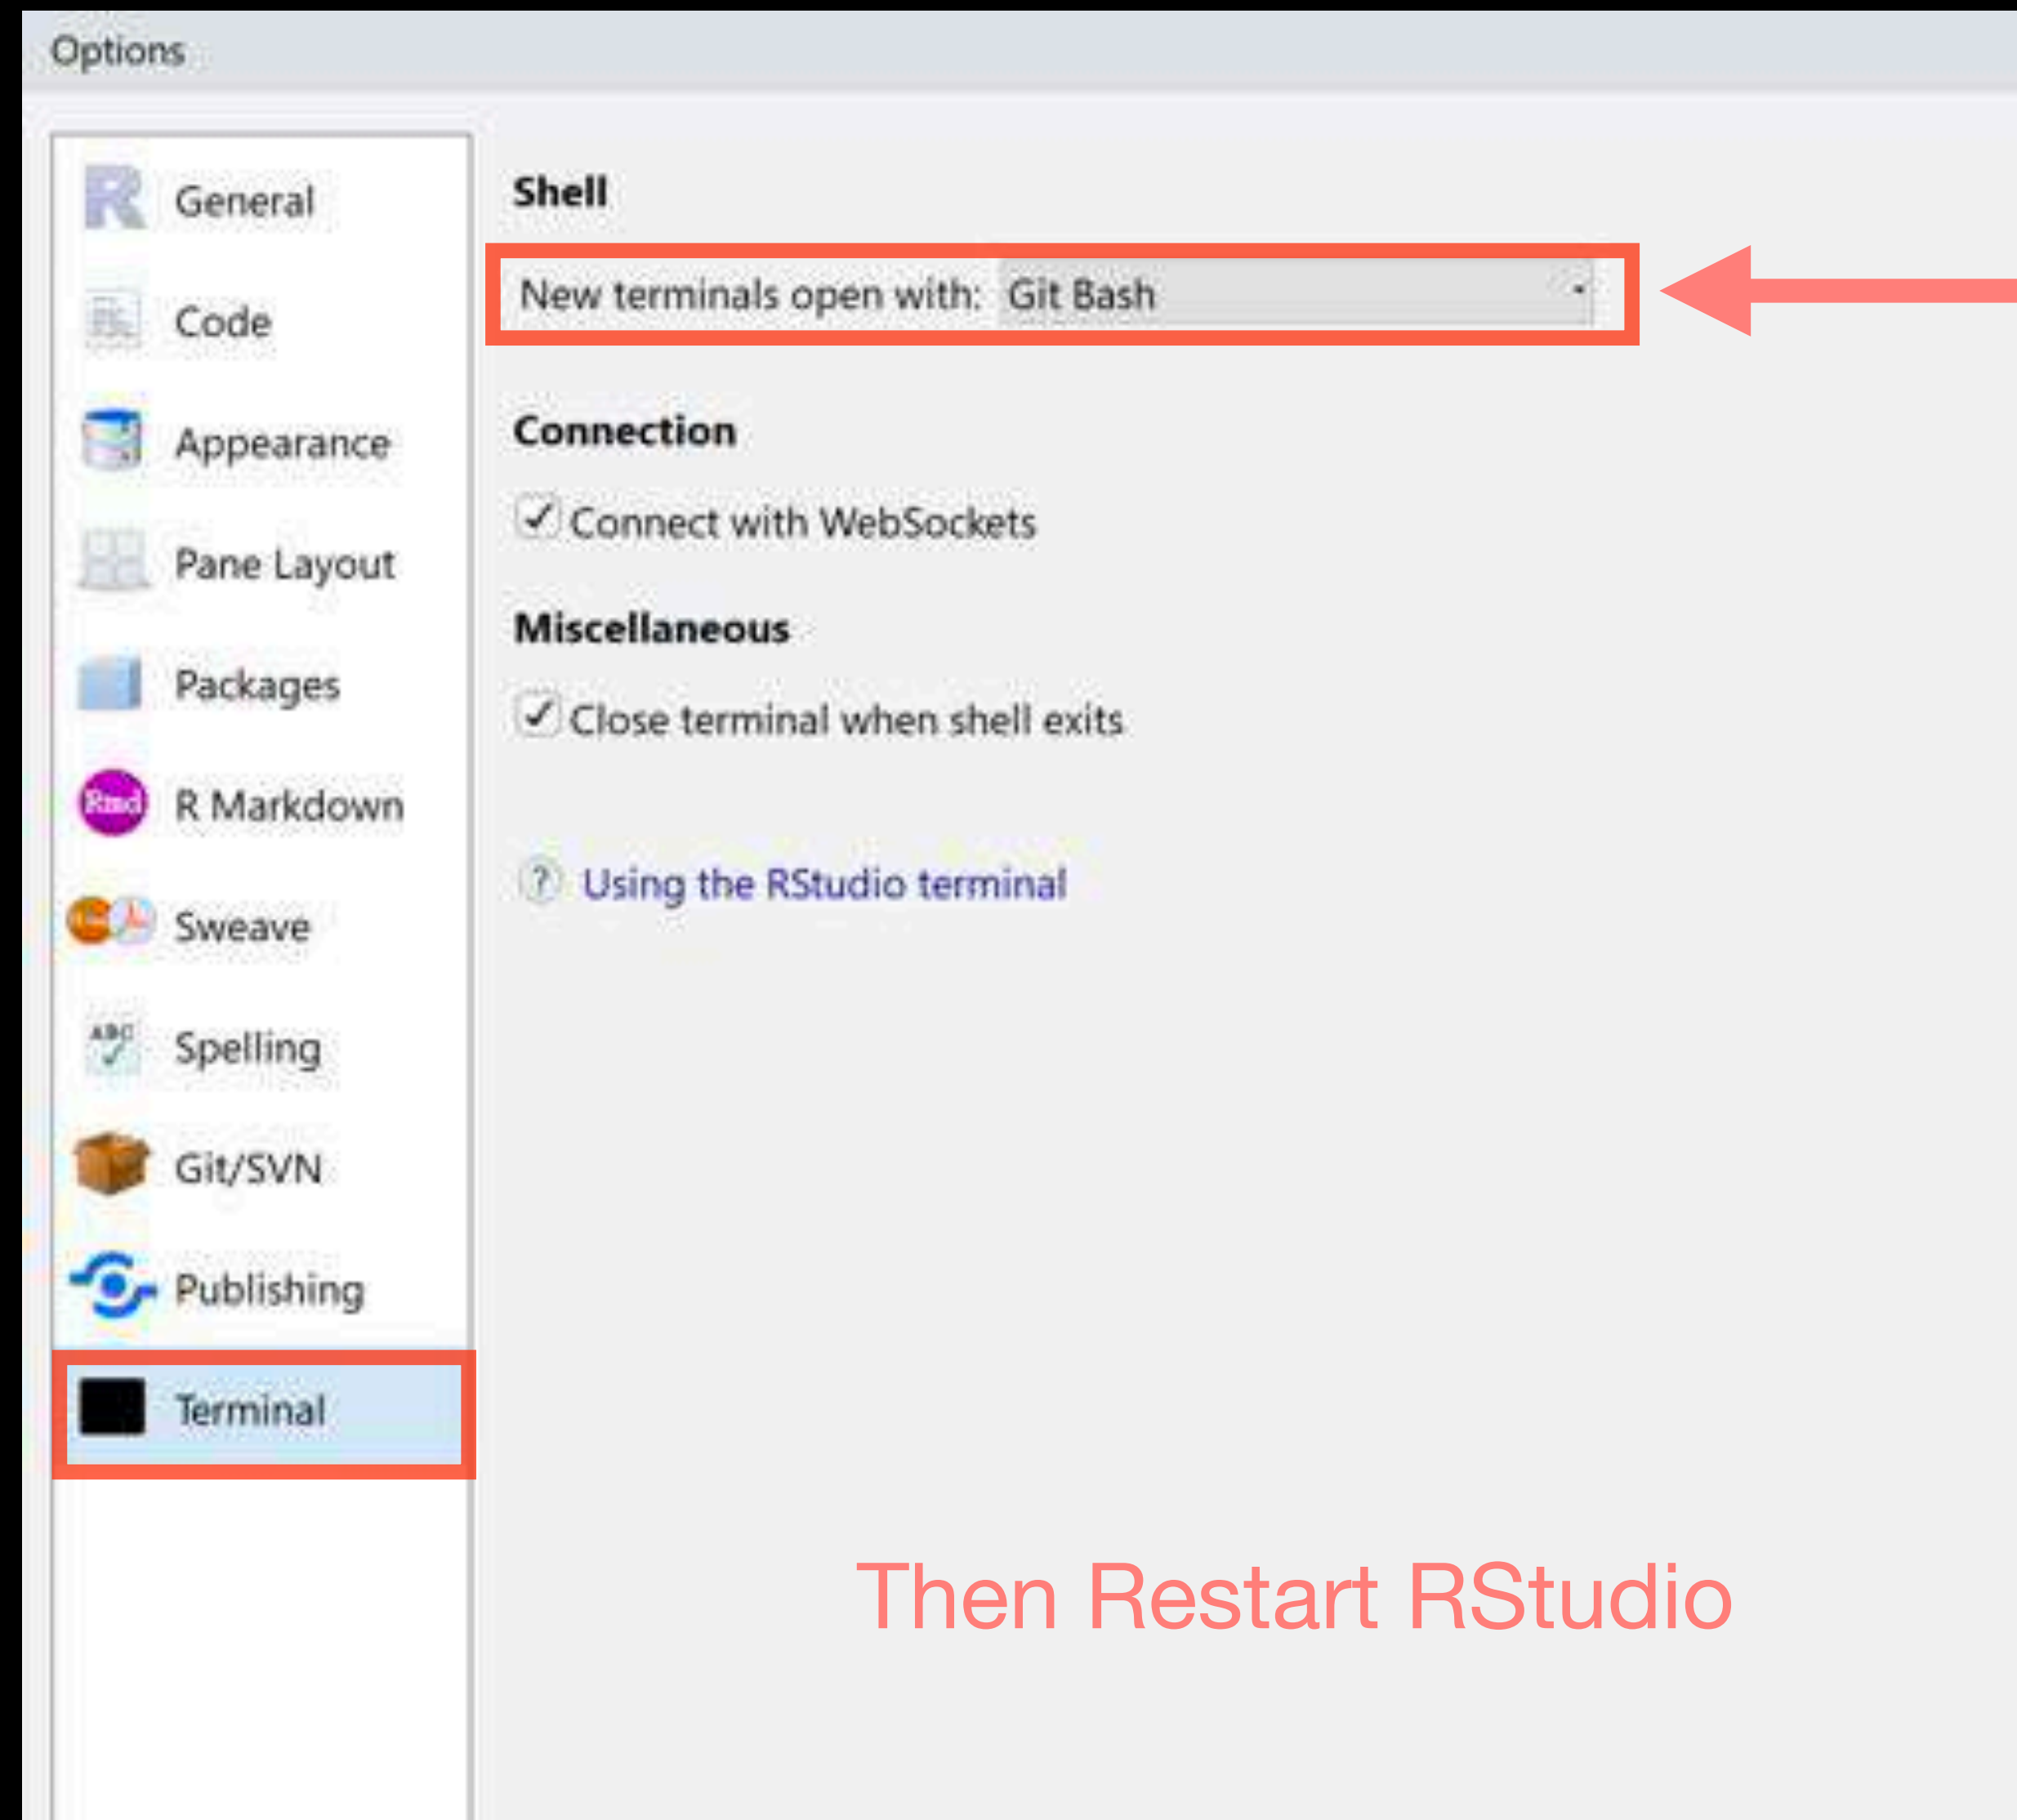 Options
General
Code
Appearance
Pane Layout
Packages
Rmd R Markdown
Sweave
ABC Spelling
Git/SVN
Publishing
Terminal
Shell
New terminals open with: Git Bash
Connection
Connect with WebSockets
Miscellaneous
Close terminal when shell exits
? Using the RStudio terminal
Then Restart RStudio